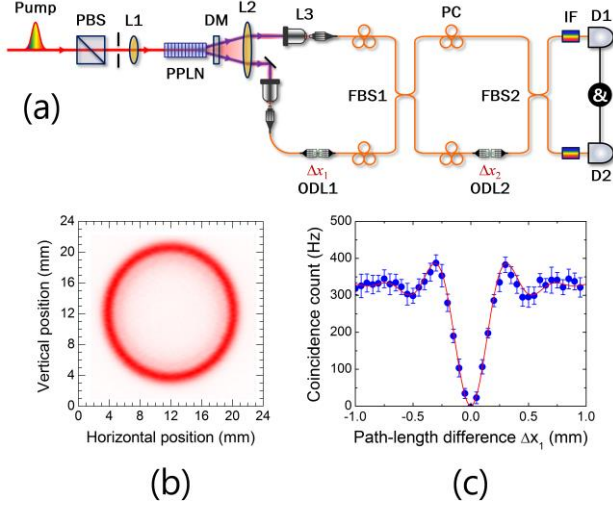 Pump
PBS
L1
PPLN
DM
L2
L3
PC
IF
D1
FBS1
FBS2
&
Δx₁
ODL1
Δx₂
ODL2
D2
(a)
24
20
16
12
8
4
0
Vertical position (mm)
0 4 8 12 16 20 24
Horizontal position (mm)
(b)
500
400
300
200
100
0
Coincidence count (Hz)
-1.0 -0.5 0.0 0.5 1.0
Path-length difference Δx₁ (mm)
(c)